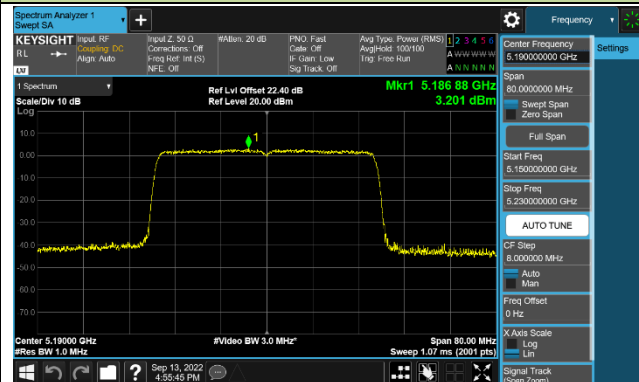 Spectrum Analyzer 1
Swept SA
+
Frequency
KEYSIGHT
RL
LXI
Input: RF
Coupling: DC
Align: Auto
Input Z: 50 Ω
Corrections: Off
Freq Ref: Int (S)
NFE: Off
#Atten: 20 dB
PNO: Fast
Gate: Off
IF Gain: Low
Sig Track: Off
Avg Type: Power (RMS)
Avg|Hold: 100/100
Trig: Free Run
1 2 3 4 5 6
A W W W W W
A N N N N N
1 Spectrum
Scale/Div 10 dB
Log
Ref Lvl Offset 22.40 dB
Ref Level 20.00 dBm
Mkr1 5.186 88 GHz
3.201 dBm
1
10.0
0.00
-10.0
-20.0
-30.0
-40.0
-50.0
-60.0
-70.0
Center 5.19000 GHz
#Res BW 1.0 MHz
#Video BW 3.0 MHz*
Span 80.00 MHz
Sweep 1.07 ms (2001 pts)
?
Sep 13, 2022
4:55:45 PM
Center Frequency
5.190000000 GHz
Span
80.0000000 MHz
Swept Span
Zero Span
Full Span
Start Freq
5.150000000 GHz
Stop Freq
5.230000000 GHz
AUTO TUNE
CF Step
8.000000 MHz
Auto
Man
Freq Offset
0 Hz
X Axis Scale
Log
Lin
Signal Track
(Span Zoom)
Settings